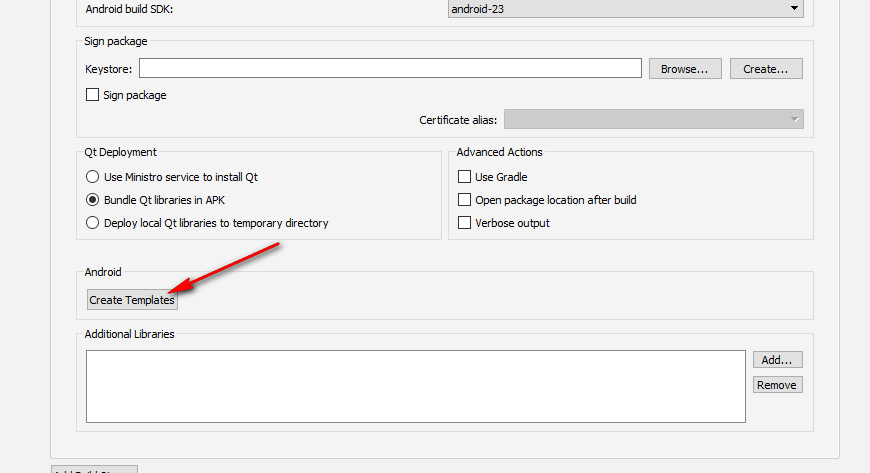 Android build SDK: android-23
Sign package
Keystore: Browse... Create...
Sign package
Certificate alias:
Qt Deployment
Use Ministro service to install Qt
Bundle Qt libraries in APK
Deploy local Qt libraries to temporary directory
Advanced Actions
Use Gradle
Open package location after build
Verbose output
Android
Create Templates
Additional Libraries
Add...
Remove